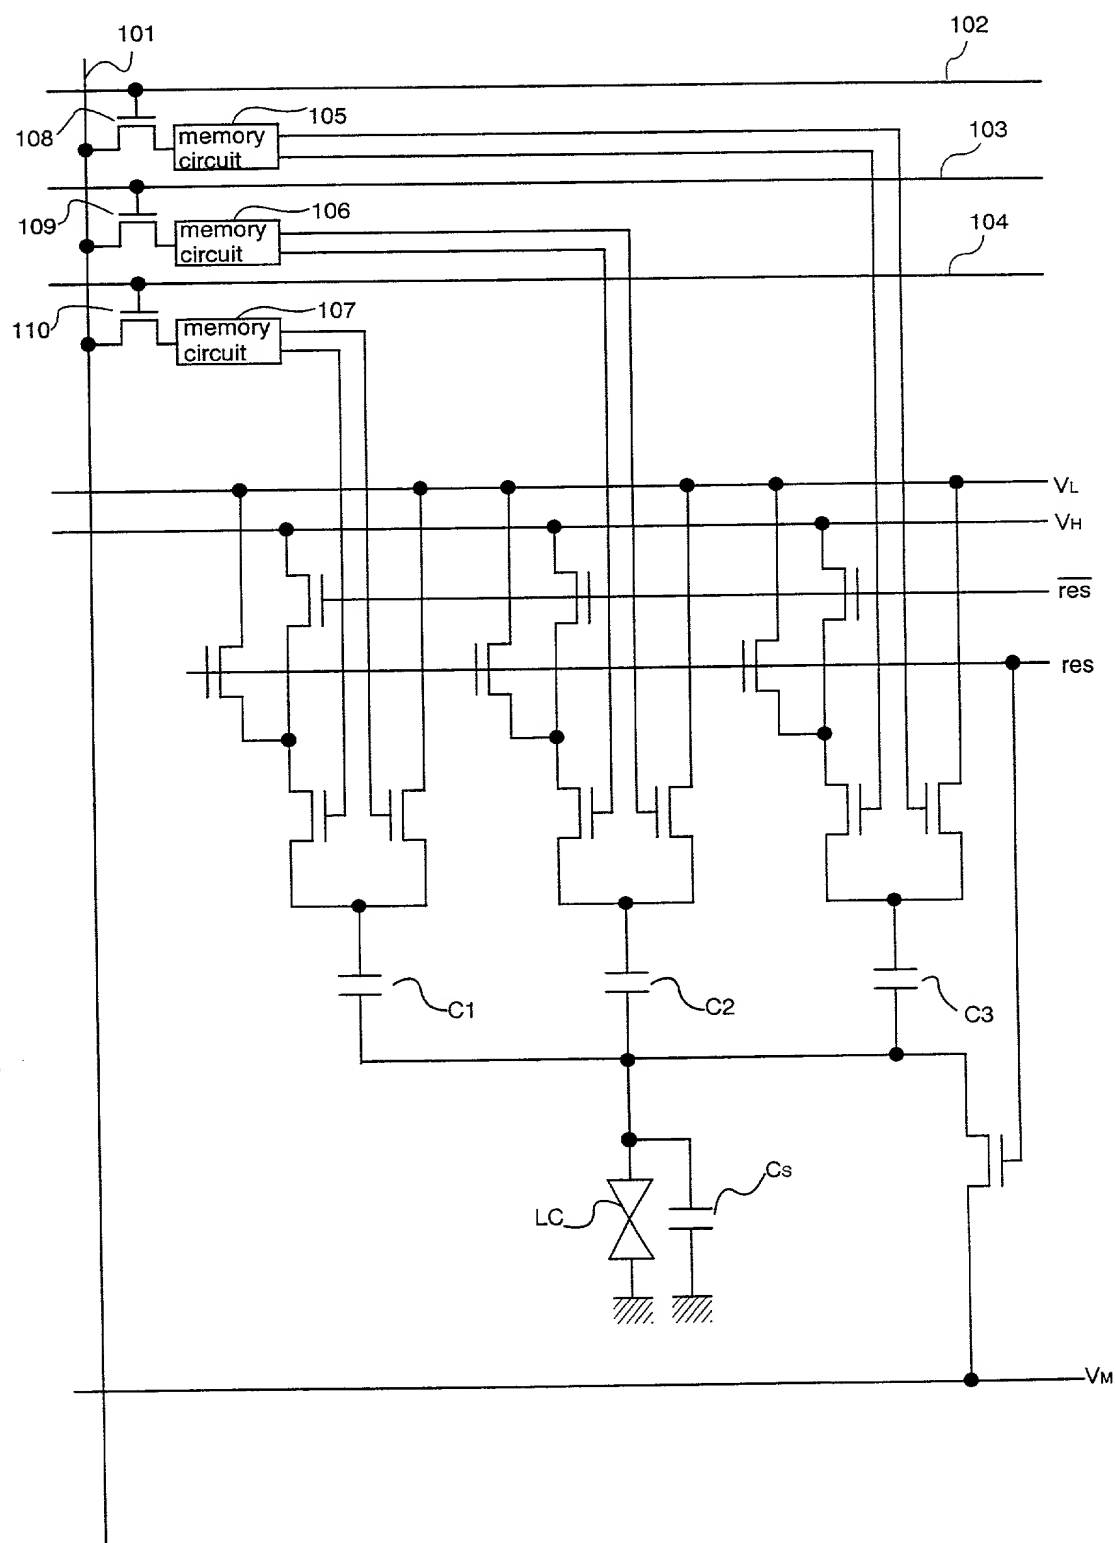 101
102
108
105
memory
circuit
103
109
106
memory
circuit
104
110
107
memory
circuit
VL
VH
res
res
C1
C2
C3
LC
Cs
VM